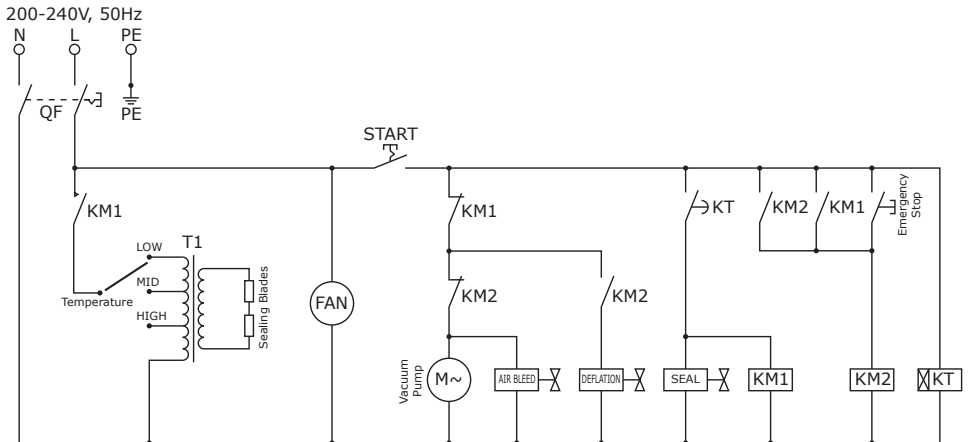 200-240V, 50Hz
N L PE
QF
PE
START
KM1
KM1
KT
KM2
KM1
Emergency
Stop
T1
LOW
MID
HIGH
Temperature
Sealing Blades
FAN
KM2
KM2
Vacuum
Pump
M~
AIR BLEED
DEFLATION
SEAL
KM1
KM2
KT